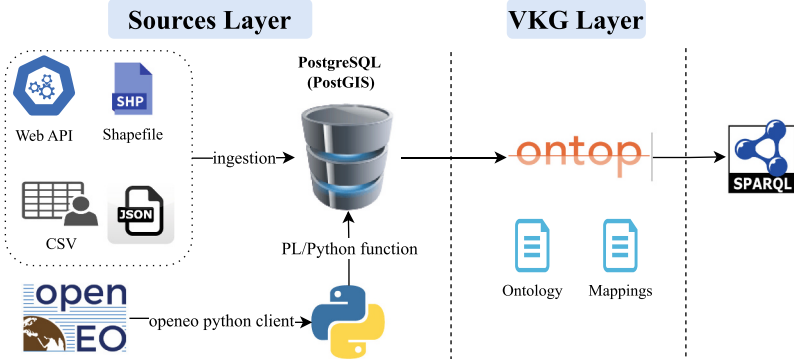 Sources Layer
VKG Layer
PostgreSQL
(PostGIS)
SHP
Web API
Shapefile
ingestion
ontop
SPARQL
JSON
CSV
PL/Python function
open
EO
openeo python client
Ontology
Mappings